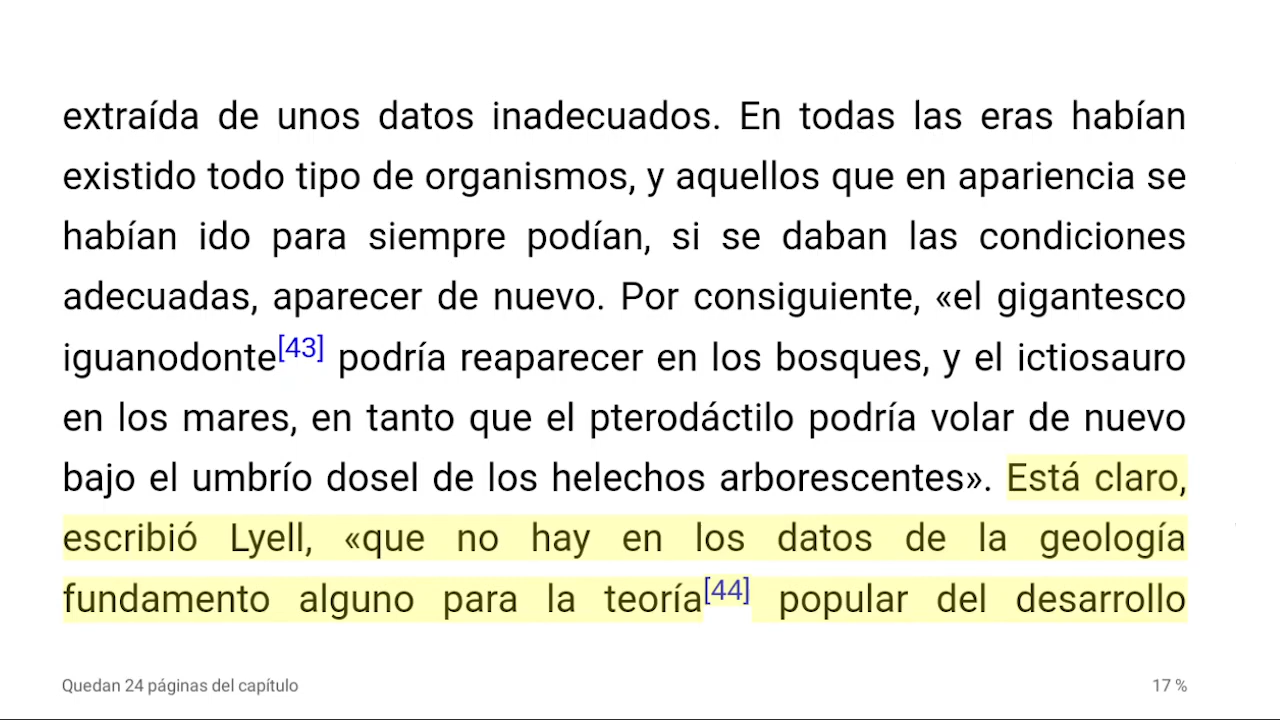 extraída de unos datos inadecuados. En todas las eras habían
existido todo tipo de organismos, y aquellos que en apariencia se
habían ido para siempre podían, si se daban las condiciones
adecuadas, aparecer de nuevo. Por consiguiente, «el gigantesco
iguanodonte[43] podría reaparecer en los bosques, y el ictiosauro
en los mares, en tanto que el pterodáctilo podría volar de nuevo
bajo el umbrío dosel de los helechos arborescentes». Está claro,
escribió Lyell, «que no hay en los datos de la geología
fundamento alguno para la teoría[44] popular del desarrollo
Quedan 24 páginas del capítulo 17 %